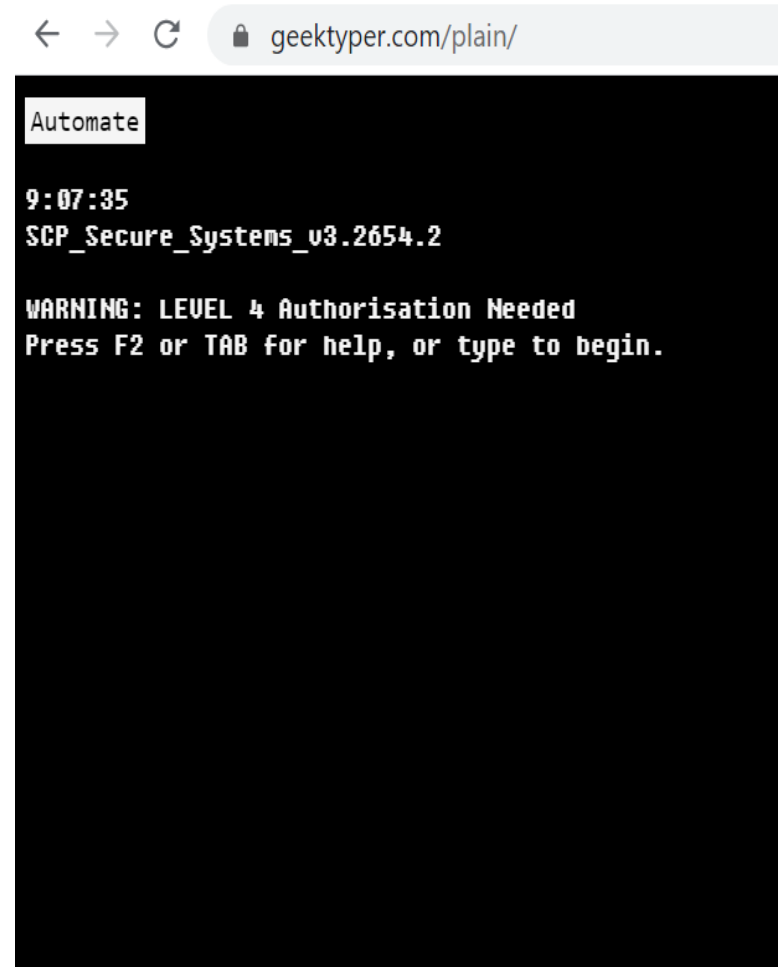 geektyper.com/plain/
Automate
9:07:35
SCP_Secure_Systems_v3.2654.2
WARNING: LEVEL 4 Authorisation Needed
Press F2 or TAB for help, or type to begin.